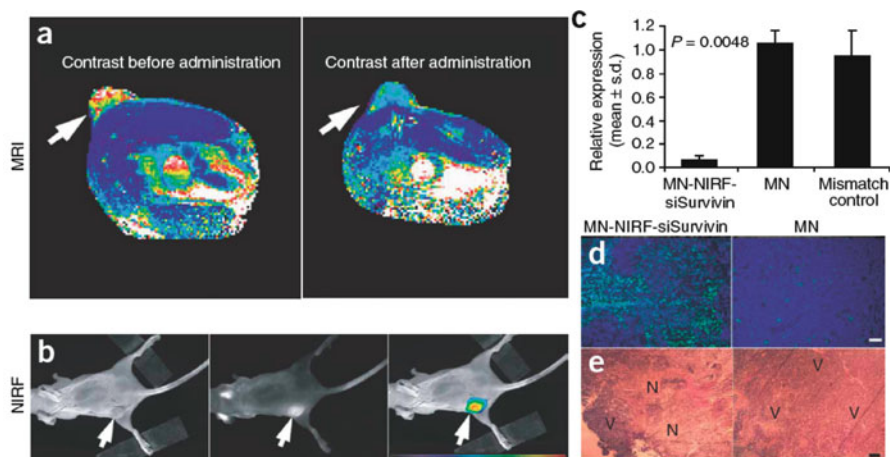 a
Contrast before administration
Contrast after administration
MRI
b
NIRF
c
Relative expression
(mean ± s.d.)
1.2
1.0
0.8
0.6
0.4
0.2
0.0
P = 0.0048
MN-NIRF-
siSurvivin
MN
Mismatch
control
MN-NIRF-siSurvivin
MN
d
e
N
N
V
V
V
V